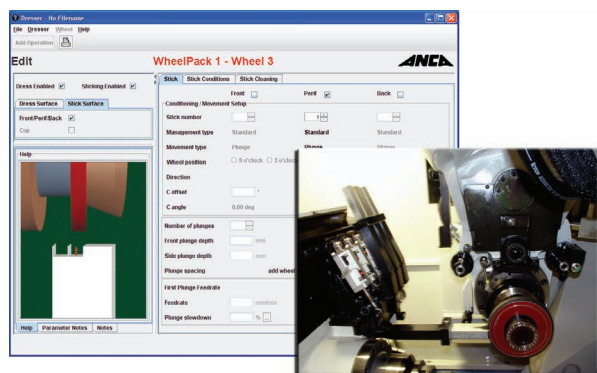 Dresser - No Filename
File Dresser Wheel Help
Add Operation
Edit
WheelPack 1 - Wheel 3
ANCA
Dress Enabled
Sticking Enabled
Dress Surface
Stick Surface
Front/Perif/Back
Cup
Help
Help
Parameter Notes
Notes
Stick
Stick Conditions
Stick Cleaning
Front
Perif
Back
Conditioning / Movement Setup
Stick number
1
Management type
Standard
Standard
Standard
Movement type
Plunge
Plunge
Plunge
Wheel position
9 o'clock
3 o'clock
Direction
C offset
°
C angle
0.00 deg
Number of plunges
Front plunge depth
mm
Side plunge depth
mm
Plunge spacing
add wheel
First Plunge Feedrate
Feedrate
mm/min
Plunge slowdown
%
...